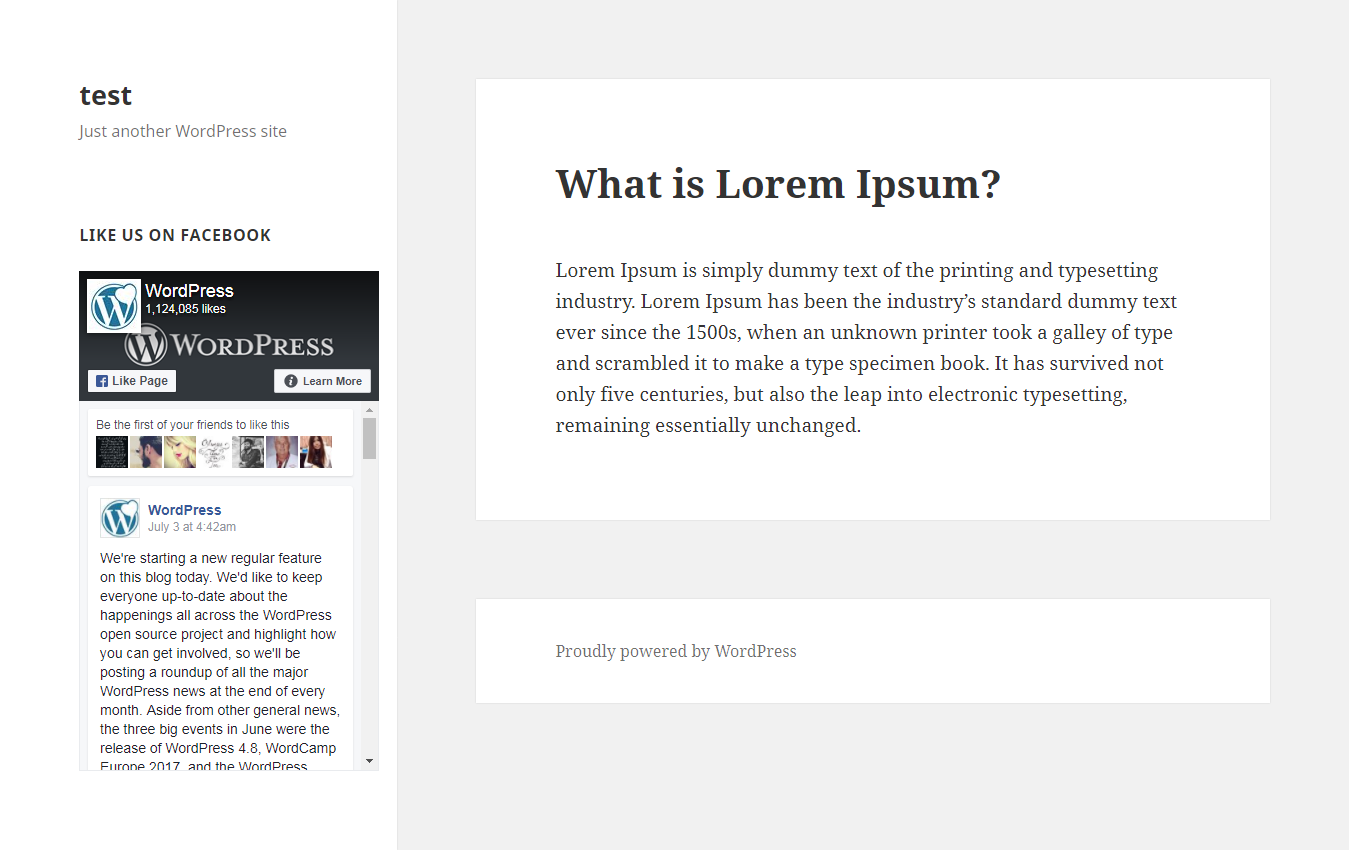 test
Just another WordPress site
LIKE US ON FACEBOOK
WordPress
1,124,085 likes
WORDPRESS
Like Page
Learn More
Be the first of your friends to like this
WordPress
July 3 at 4:42am
We're starting a new regular feature
on this blog today. We'd like to keep
everyone up-to-date about the
happenings all across the WordPress
open source project and highlight how
you can get involved, so we'll be
posting a roundup of all the major
WordPress news at the end of every
month. Aside from other general news,
the three big events in June were the
release of WordPress 4.8, WordCamp
Europe 2017, and the WordPress
What is Lorem Ipsum?
Lorem Ipsum is simply dummy text of the printing and typesetting
industry. Lorem Ipsum has been the industry’s standard dummy text
ever since the 1500s, when an unknown printer took a galley of type
and scrambled it to make a type specimen book. It has survived not
only five centuries, but also the leap into electronic typesetting,
remaining essentially unchanged.
Proudly powered by WordPress